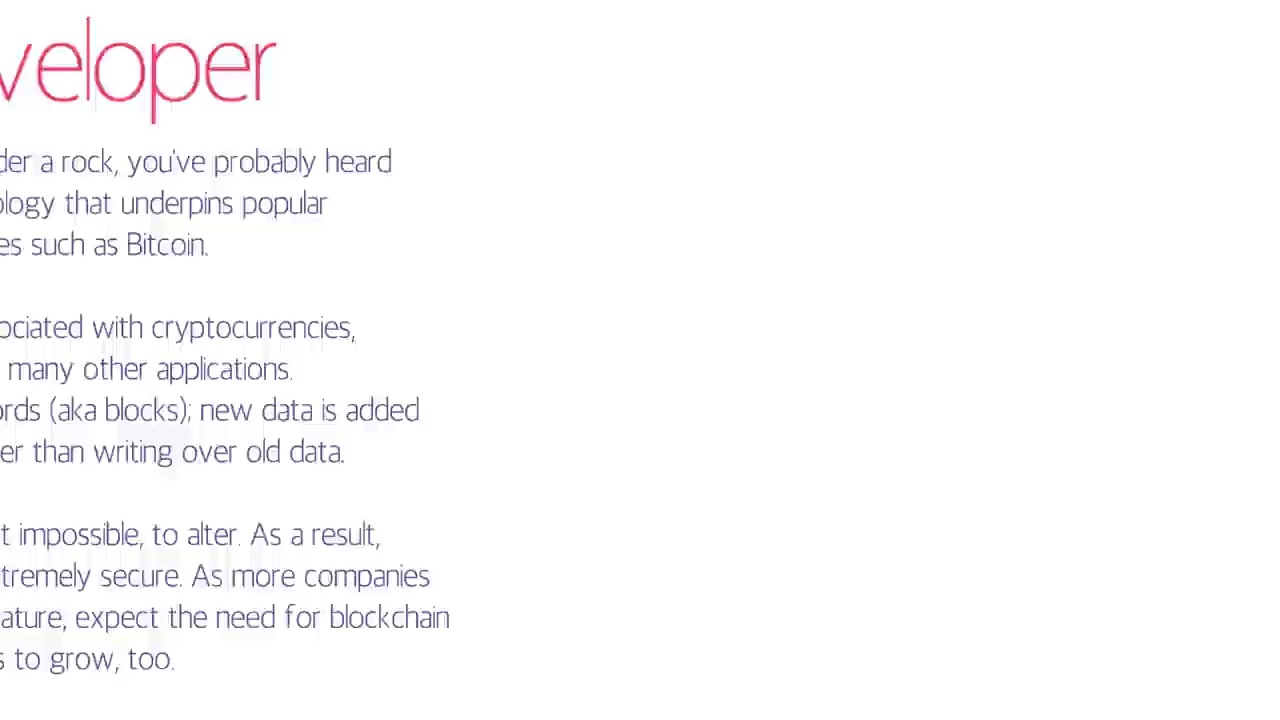 veloper
der a rock, you've probably heard
ology that underpins popular
es such as Bitcoin.
ociated with cryptocurrencies,
many other applications.
ords (aka blocks); new data is added
er than writing over old data.
t impossible, to alter. As a result,
tremely secure. As more companies
ature, expect the need for blockchain
s to grow, too.